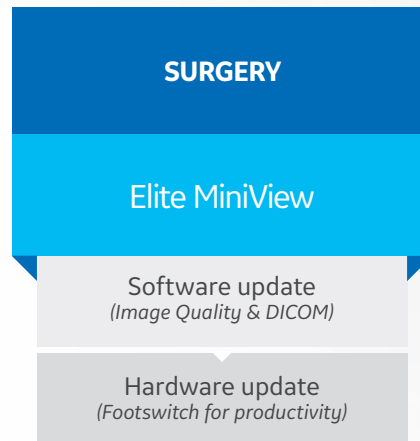 SURGERY
Elite MiniView
Software update
(Image Quality & DICOM)
Hardware update
(Footswitch for productivity)